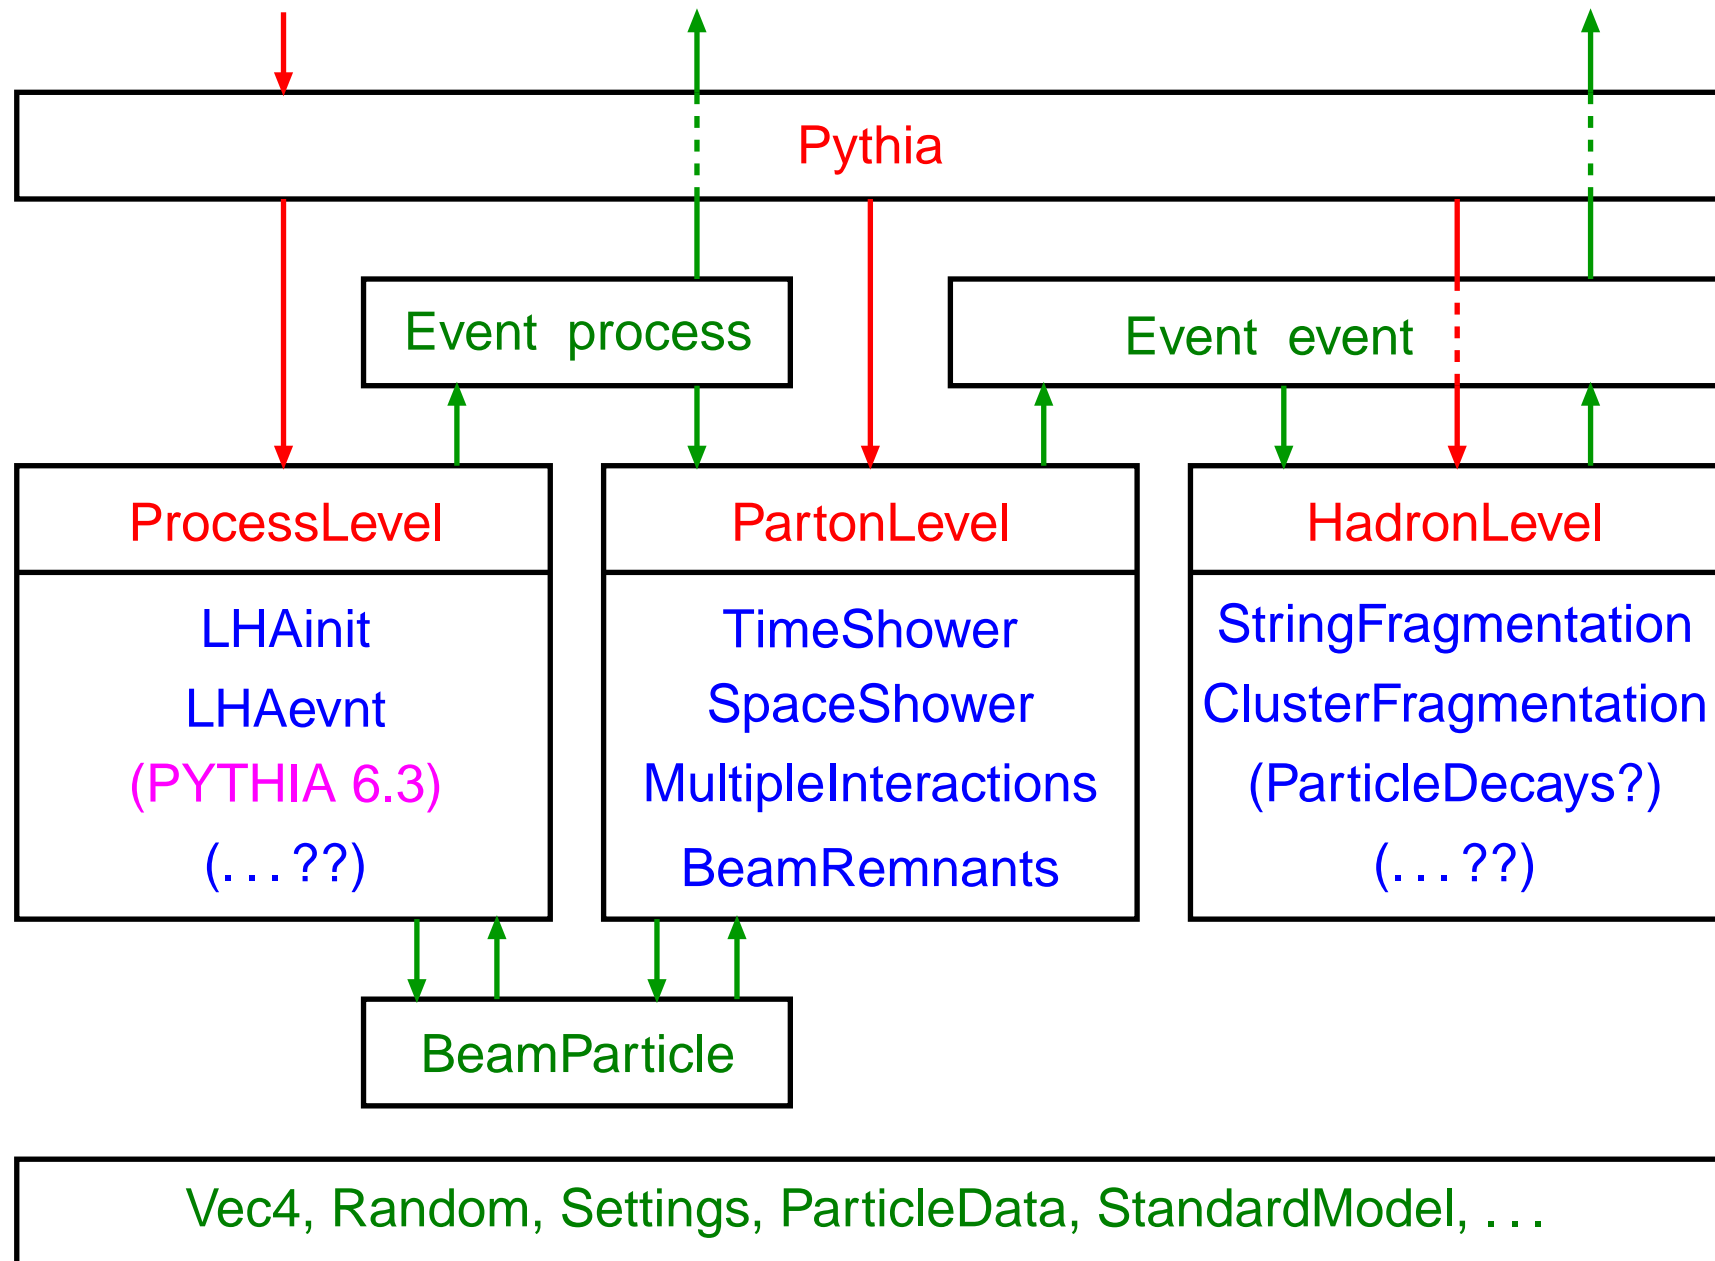 Pythia
Event process
Event event
ProcessLevel
LHAinit
LHAevnt
(PYTHIA 6.3)
(. . . ??)
PartonLevel
TimeShower
SpaceShower
MultipleInteractions
BeamRemnants
HadronLevel
StringFragmentation
ClusterFragmentation
(ParticleDecays?)
(. . . ??)
BeamParticle
Vec4, Random, Settings, ParticleData, StandardModel, . . .